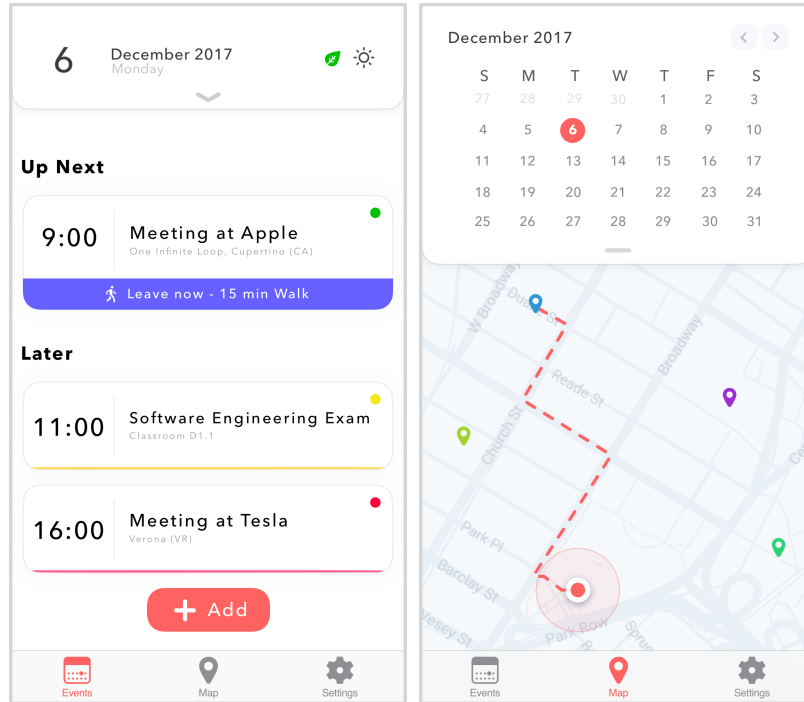 6
December 2017
Monday
Up Next
9:00
Meeting at Apple
One Infinite Loop, Cupertino (CA)
Leave now - 15 min Walk
Later
11:00
Software Engineering Exam
Classroom D1.1
16:00
Meeting at Tesla
Verona (VR)
Add
Events Map Settings
December 2017
S M T W T F S
27 28 29 30 1 2 3
4 5 6 7 8 9 10
11 12 13 14 15 16 17
18 19 20 21 22 23 24
25 26 27 28 29 30 31
W Broadway
Duane St
Broadway
Reade St
Church St
Park Pl
Barclay St
Vesey St
Park Row
Spruc
Events Map Settings